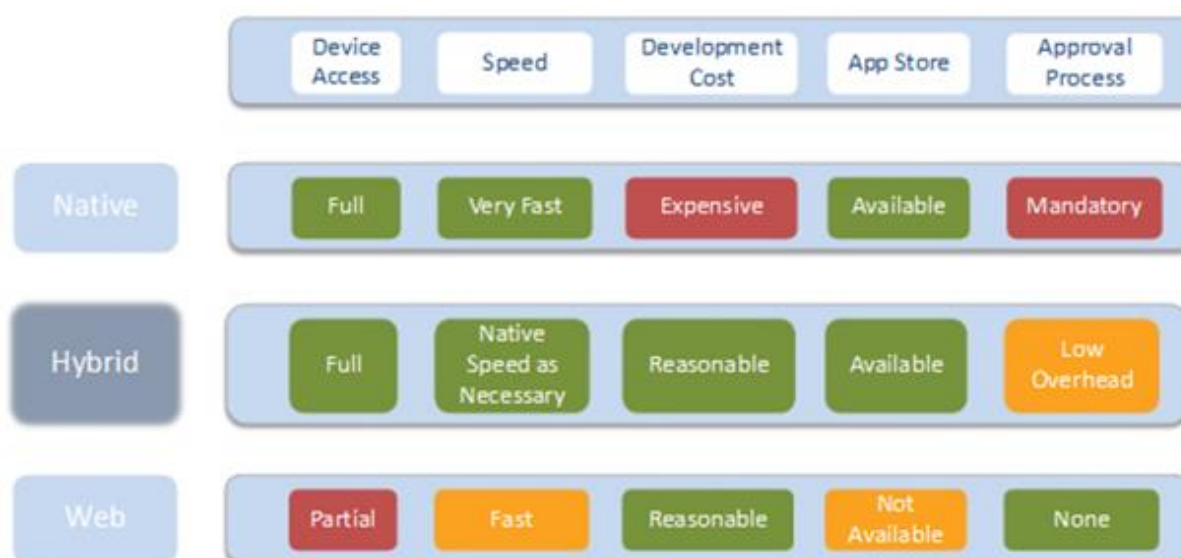 Device
Access
Speed
Development
Cost
App Store
Approval
Process
Native
Full
Very Fast
Expensive
Available
Mandatory
Hybrid
Full
Native
Speed as
Necessary
Reasonable
Available
Low
Overhead
Web
Partial
Fast
Reasonable
Not
Available
None